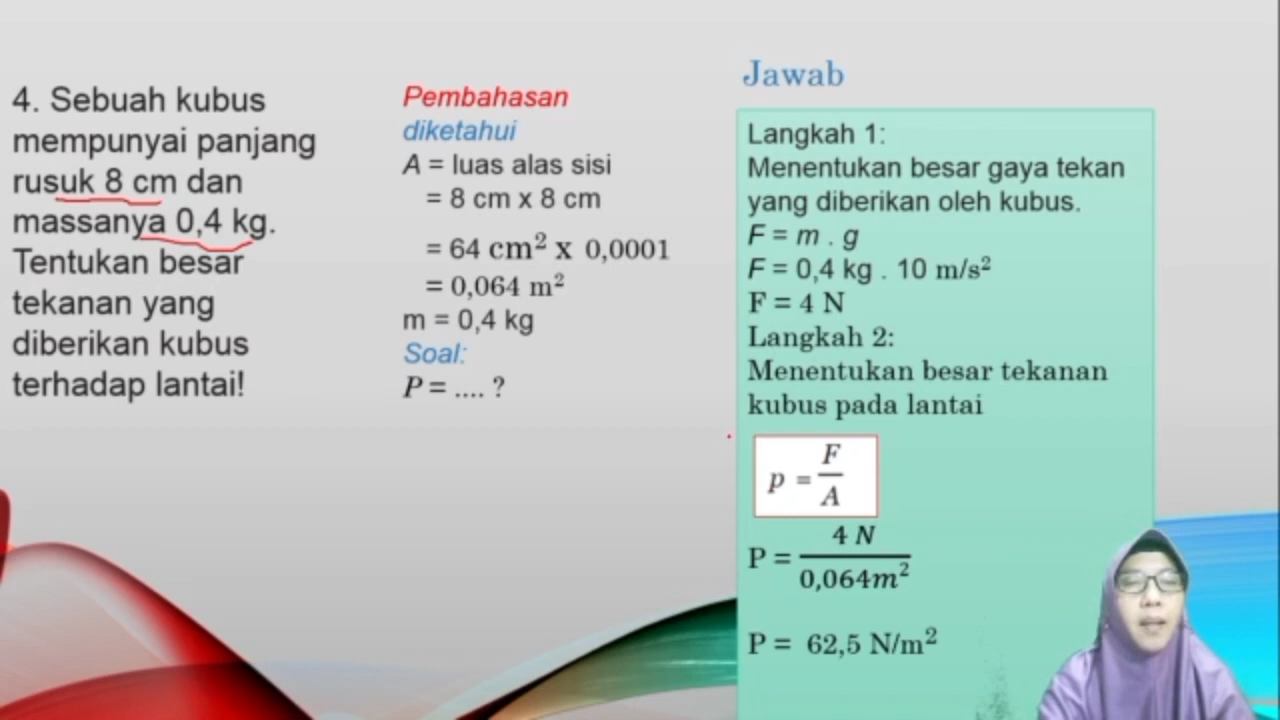 4. Sebuah kubus
mempunyai panjang
rusuk 8 cm dan
massanya 0,4 kg.
Tentukan besar
tekanan yang
diberikan kubus
terhadap lantai!
Pembahasan
diketahui
A = luas alas sisi
= 8 cm x 8 cm
= 64 cm² x 0,0001
= 0,064 m²
m = 0,4 kg
Soal:
P = .... ?
Jawab
Langkah 1:
Menentukan besar gaya tekan
yang diberikan oleh kubus.
F = m . g
F = 0,4 kg . 10 m/s²
F = 4 N
Langkah 2:
Menentukan besar tekanan
kubus pada lantai
p = F/A
P = 4 N/0,064m²
P = 62,5 N/m²